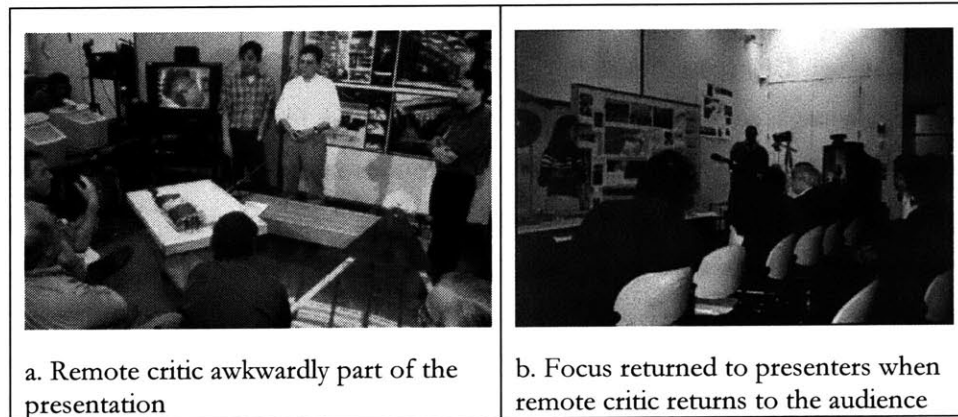 a. Remote critic awkwardly part of the
presentation
b. Focus returned to presenters when
remote critic returns to the audience